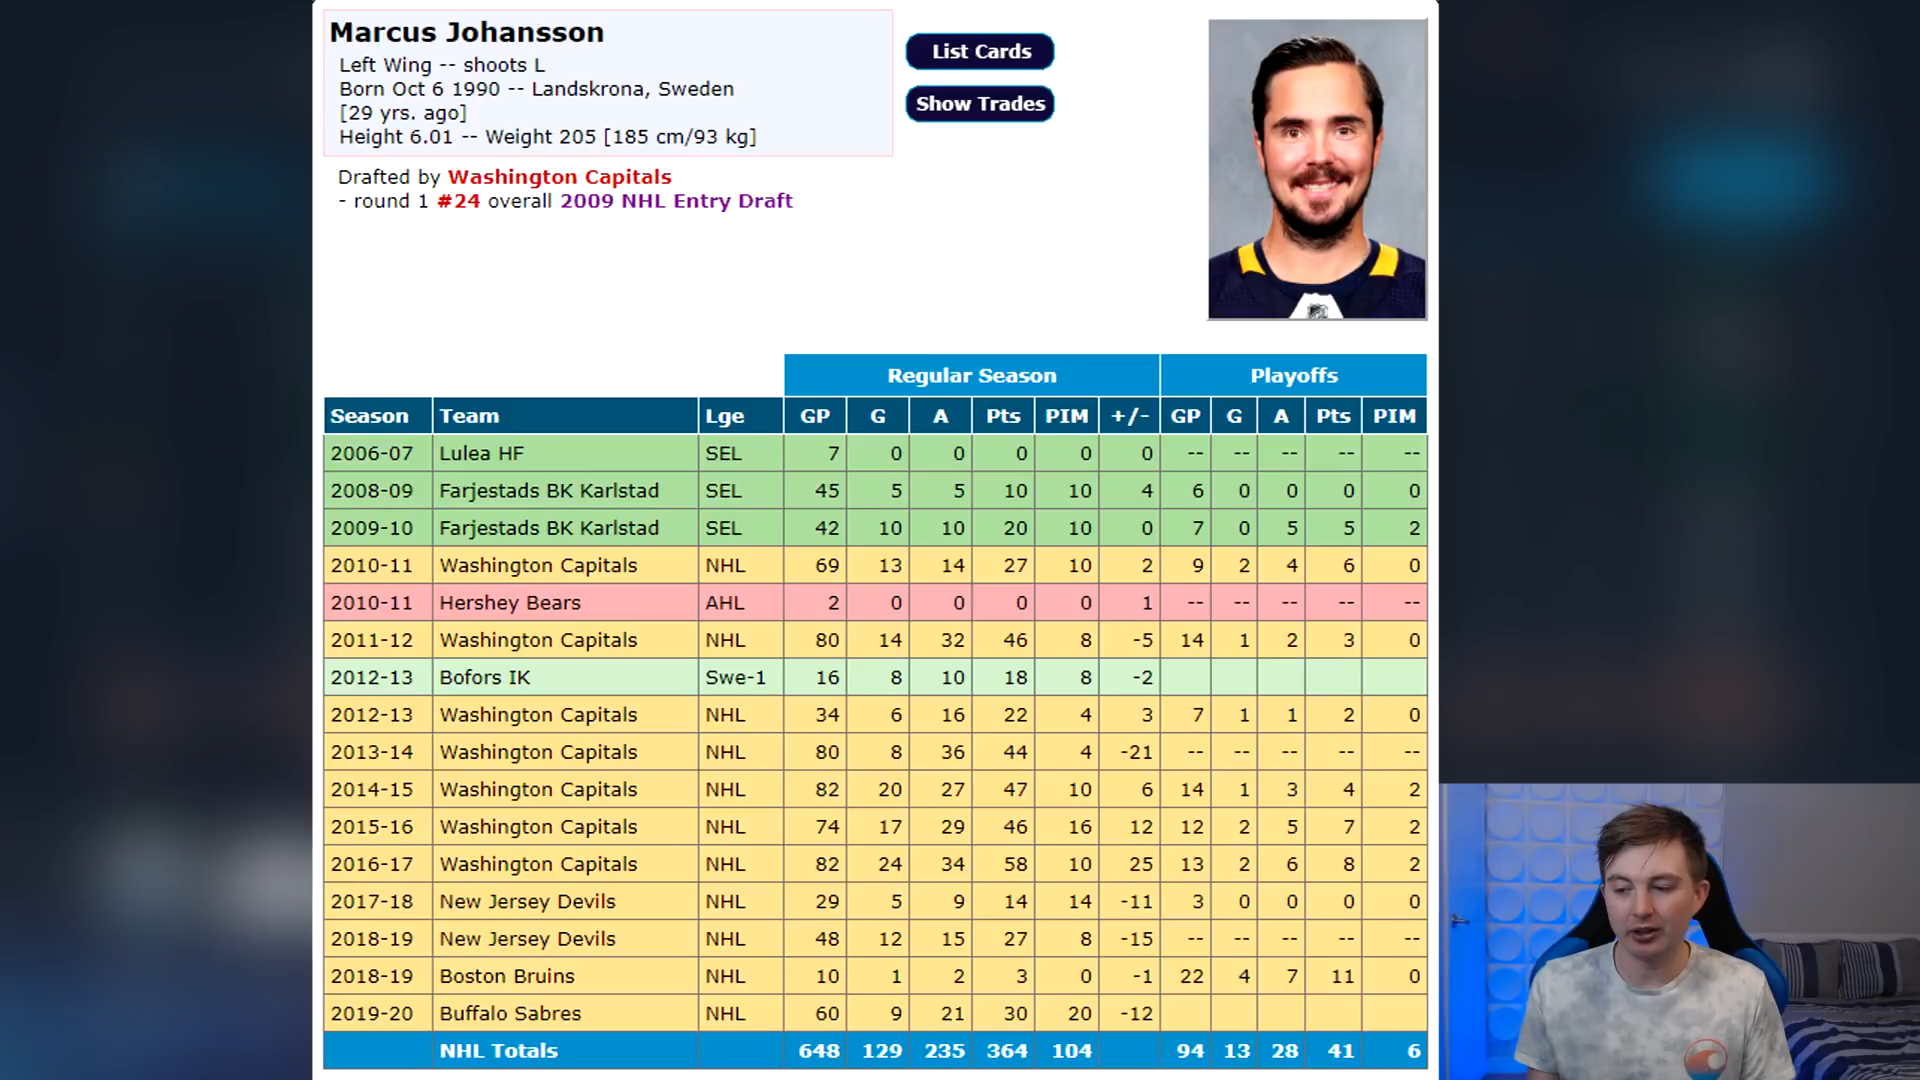 Marcus Johansson
Left Wing -- shoots L
Born Oct 6 1990 -- Landskrona, Sweden
[29 yrs. ago]
Height 6.01 -- Weight 205 [185 cm/93 kg]
Drafted by Washington Capitals
- round 1 #24 overall 2009 NHL Entry Draft
List Cards
Show Trades
Regular Season Playoffs
Season Team Lge GP G A Pts PIM +/- GP G A Pts PIM
2006-07 Lulea HF SEL 7 0 0 0 0 0 -- -- -- -- --
2008-09 Farjestads BK Karlstad SEL 45 5 5 10 10 4 6 0 0 0 0
2009-10 Farjestads BK Karlstad SEL 42 10 10 20 10 0 7 0 5 5 2
2010-11 Washington Capitals NHL 69 13 14 27 10 2 9 2 4 6 0
2010-11 Hershey Bears AHL 2 0 0 0 0 1 -- -- -- -- --
2011-12 Washington Capitals NHL 80 14 32 46 8 -5 14 1 2 3 0
2012-13 Bofors IK Swe-1 16 8 10 18 8 -2
2012-13 Washington Capitals NHL 34 6 16 22 4 3 7 1 1 2 0
2013-14 Washington Capitals NHL 80 8 36 44 4 -21 -- -- -- -- --
2014-15 Washington Capitals NHL 82 20 27 47 10 6 14 1 3 4 2
2015-16 Washington Capitals NHL 74 17 29 46 16 12 12 2 5 7 2
2016-17 Washington Capitals NHL 82 24 34 58 10 25 13 2 6 8 2
2017-18 New Jersey Devils NHL 29 5 9 14 14 -11 3 0 0 0 0
2018-19 New Jersey Devils NHL 48 12 15 27 8 -15 -- -- -- -- --
2018-19 Boston Bruins NHL 10 1 2 3 0 -1 22 4 7 11 0
2019-20 Buffalo Sabres NHL 60 9 21 30 20 -12
NHL Totals 648 129 235 364 104 94 13 28 41 6